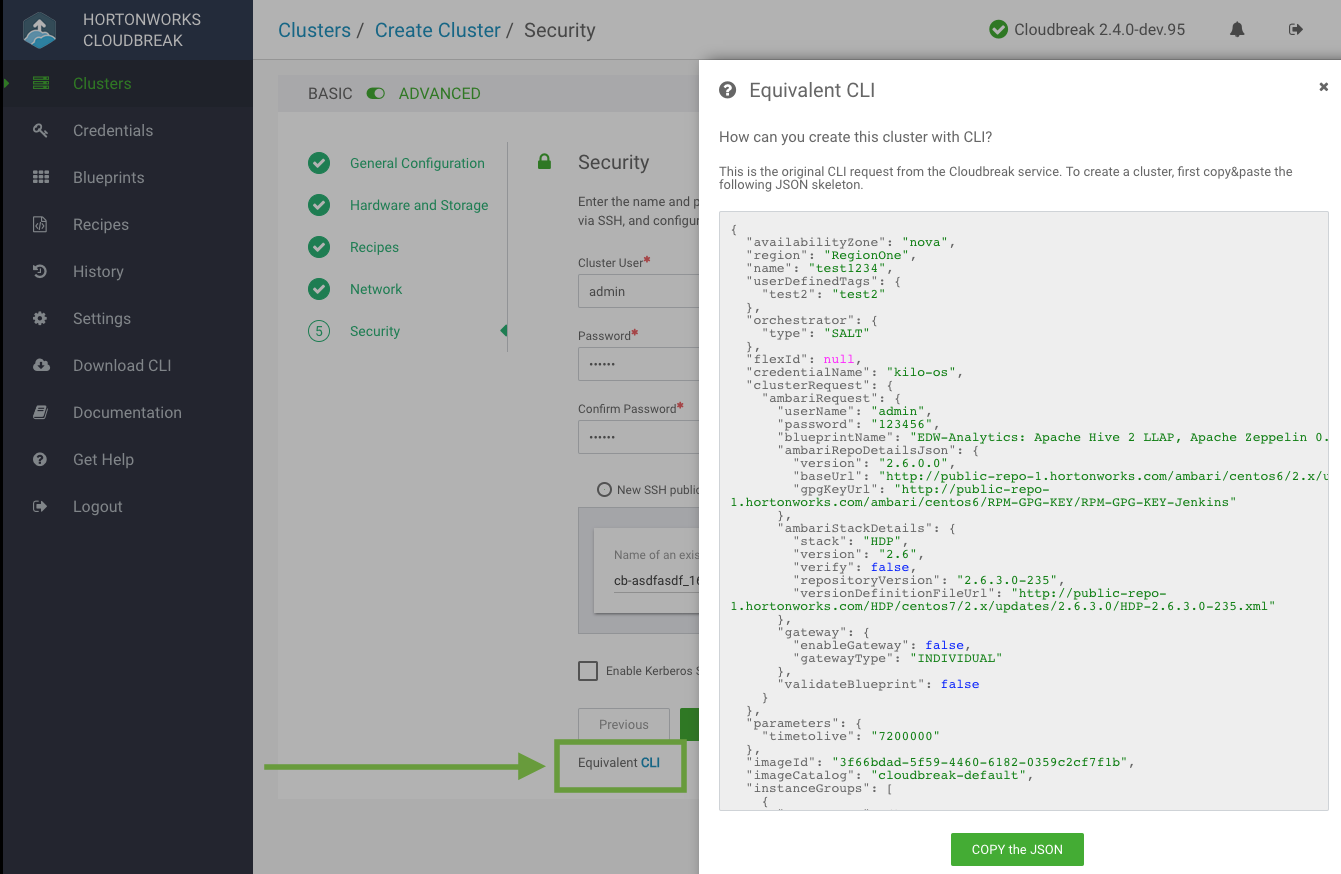 HORTONWORKS
CLOUDBREAK
Clusters
Credentials
Blueprints
Recipes
History
Settings
Download CLI
Documentation
Get Help
Logout
Clusters / Create Cluster / Security
Cloudbreak 2.4.0-dev.95
BASIC ADVANCED
General Configuration
Hardware and Storage
Recipes
Network
5 Security
Security
Enter the name and p
via SSH, and configur
Cluster User*
admin
Password*
••••••
Confirm Password*
••••••
New SSH public
Name of an exis
cb-asdfasdf_16
Enable Kerberos S
Previous
Equivalent CLI
Equivalent CLI
How can you create this cluster with CLI?
This is the original CLI request from the Cloudbreak service. To create a cluster, first copy&paste the
following JSON skeleton.
{
"availabilityZone": "nova",
"region": "RegionOne",
"name": "test1234",
"userDefinedTags": {
"test2": "test2"
},
"orchestrator": {
"type": "SALT"
},
"flexId": null,
"credentialName": "kilo-os",
"clusterRequest": {
"ambariRequest": {
"userName": "admin",
"password": "123456",
"blueprintName": "EDW-Analytics: Apache Hive 2 LLAP, Apache Zeppelin 0.
"ambariRepoDetailsJson": {
"version": "2.6.0.0",
"baseUrl": "http://public-repo-1.hortonworks.com/ambari/centos6/2.x/u
"gpgKeyUrl": "http://public-repo-
1.hortonworks.com/ambari/centos6/RPM-GPG-KEY/RPM-GPG-KEY-Jenkins"
},
"ambariStackDetails": {
"stack": "HDP",
"version": "2.6",
"verify": false,
"repositoryVersion": "2.6.3.0-235",
"versionDefinitionFileUrl": "http://public-repo-
1.hortonworks.com/HDP/centos7/2.x/updates/2.6.3.0/HDP-2.6.3.0-235.xml"
},
"gateway": {
"enableGateway": false,
"gatewayType": "INDIVIDUAL"
},
"validateBlueprint": false
}
},
"parameters": {
"timetolive": "7200000"
},
"imageId": "3f66bdad-5f59-4460-6182-0359c2cf7f1b",
"imageCatalog": "cloudbreak-default",
"instanceGroups": [
{
COPY the JSON